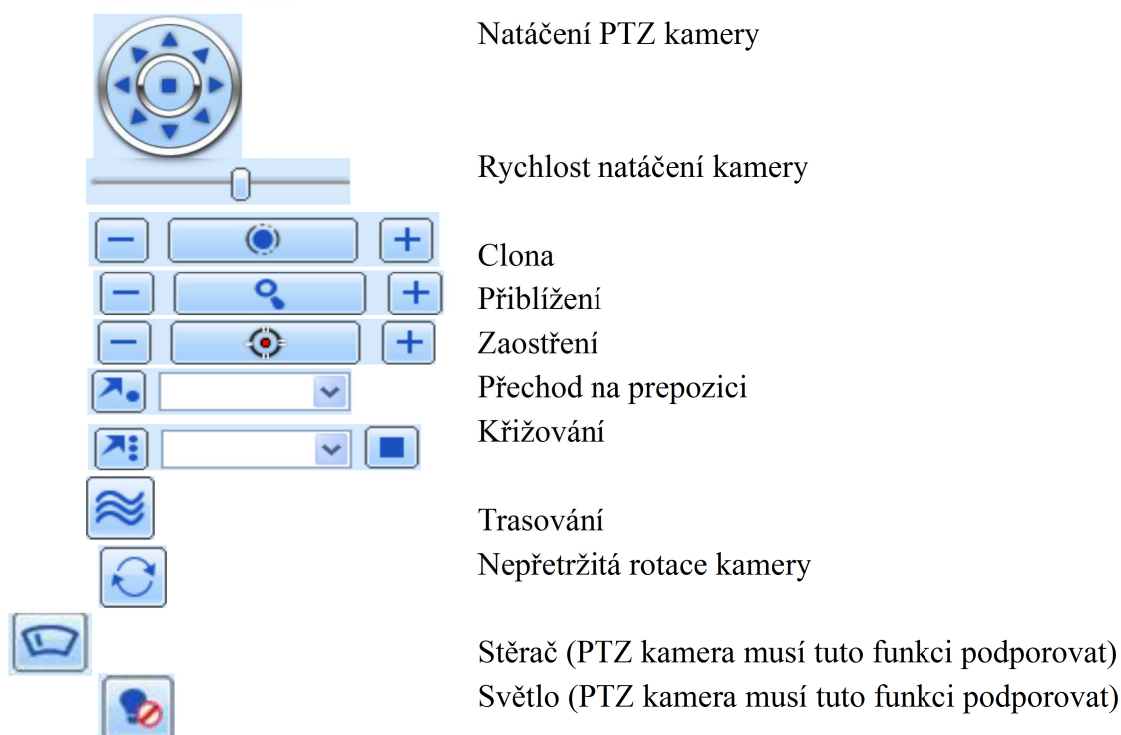 Natáčení PTZ kamery
Rychlost natáčení kamery
Clona
Přiblížení
Zaostření
Přechod na prepozici
Křižování
Trasování
Nepřetržitá rotace kamery
Stěrač (PTZ kamera musí tuto funkci podporovat)
Světlo (PTZ kamera musí tuto funkci podporovat)